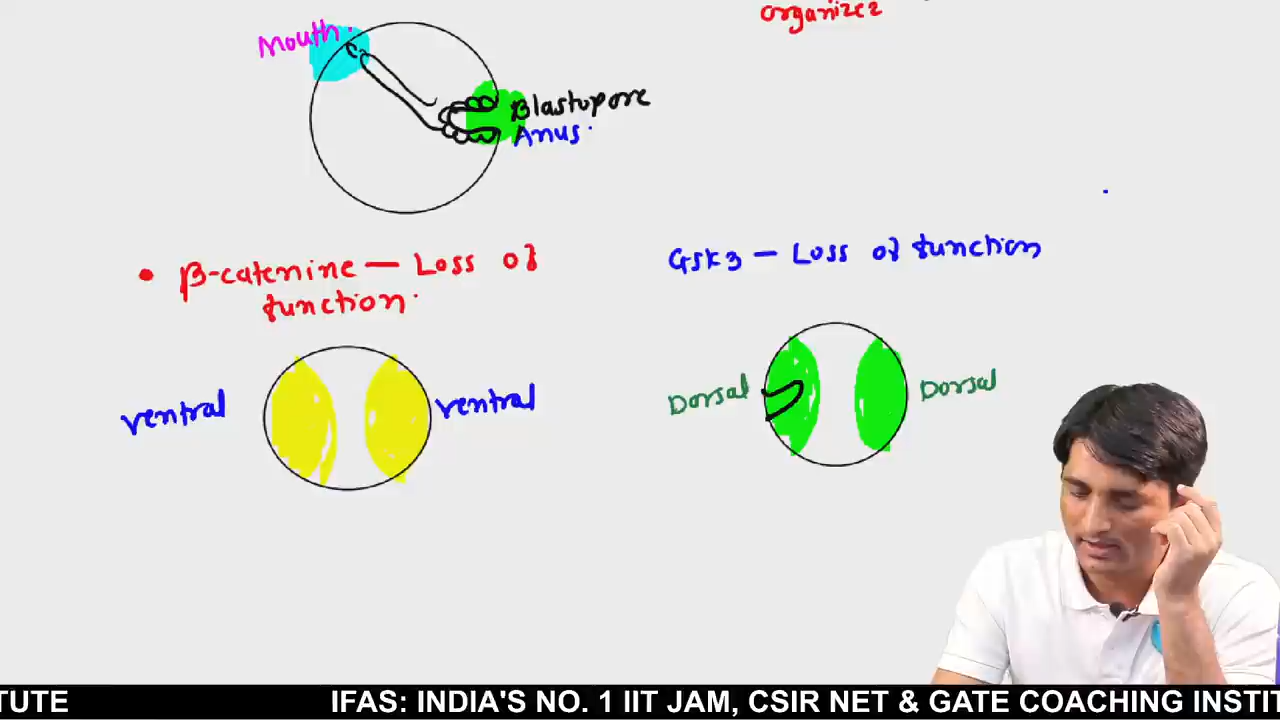 organizer
Mouth.
Blastopore
Anus.
• β-catenine — Loss of
function.
GSK3 — Loss of function
ventral
ventral
Dorsal
Dorsal
TUTE IFAS: INDIA'S NO. 1 IIT JAM, CSIR NET & GATE COACHING INSTIT